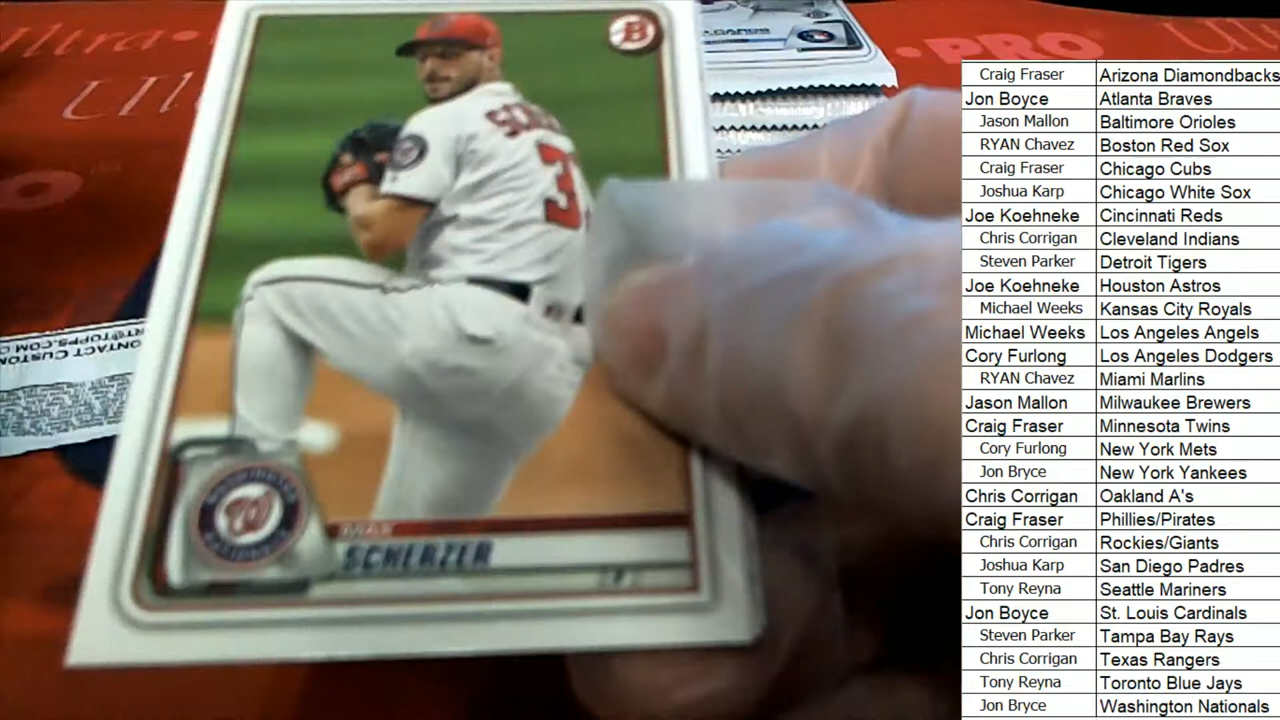 B
SCHERZER
CONTACT CUSTOM
RT@TOPPS.COM
PRO
Craig Fraser Arizona Diamondbacks
Jon Boyce Atlanta Braves
Jason Mallon Baltimore Orioles
RYAN Chavez Boston Red Sox
Craig Fraser Chicago Cubs
Joshua Karp Chicago White Sox
Joe Koehneke Cincinnati Reds
Chris Corrigan Cleveland Indians
Steven Parker Detroit Tigers
Joe Koehneke Houston Astros
Michael Weeks Kansas City Royals
Michael Weeks Los Angeles Angels
Cory Furlong Los Angeles Dodgers
RYAN Chavez Miami Marlins
Jason Mallon Milwaukee Brewers
Craig Fraser Minnesota Twins
Cory Furlong New York Mets
Jon Bryce New York Yankees
Chris Corrigan Oakland A's
Craig Fraser Phillies/Pirates
Chris Corrigan Rockies/Giants
Joshua Karp San Diego Padres
Tony Reyna Seattle Mariners
Jon Boyce St. Louis Cardinals
Steven Parker Tampa Bay Rays
Chris Corrigan Texas Rangers
Tony Reyna Toronto Blue Jays
Jon Bryce Washington Nationals